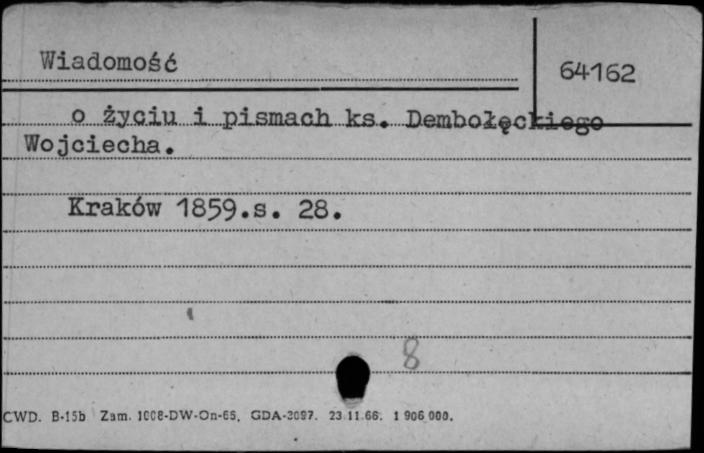 Wiadomość
64162
o życiu i pismach ks. Dembołęckiego
Wojciecha.
Kraków 1859.s. 28.
8
CWD. B-15b Zam. 1008-DW-On-66. GDA-2097. 23.11.66. 1 906 000.